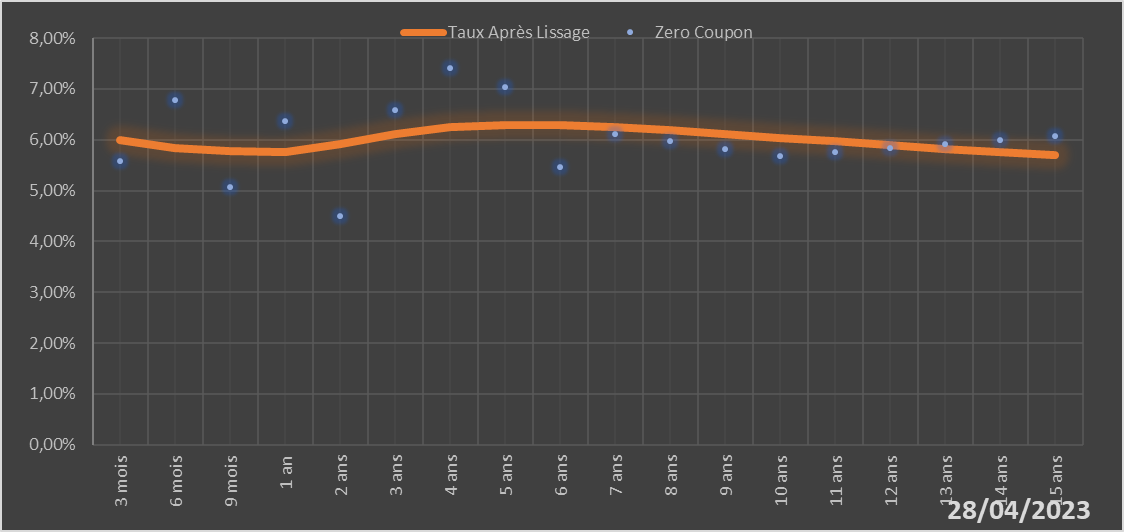 Taux Après Lissage
Zero Coupon
8,00%
7,00%
6,00%
5,00%
4,00%
3,00%
2,00%
1,00%
0,00%
3 mois
6 mois
9 mois
1 an
2 ans
3 ans
4 ans
5 ans
6 ans
7 ans
8 ans
9 ans
10 ans
11 ans
12 ans
13 ans
14 ans
15 ans
28/04/2023